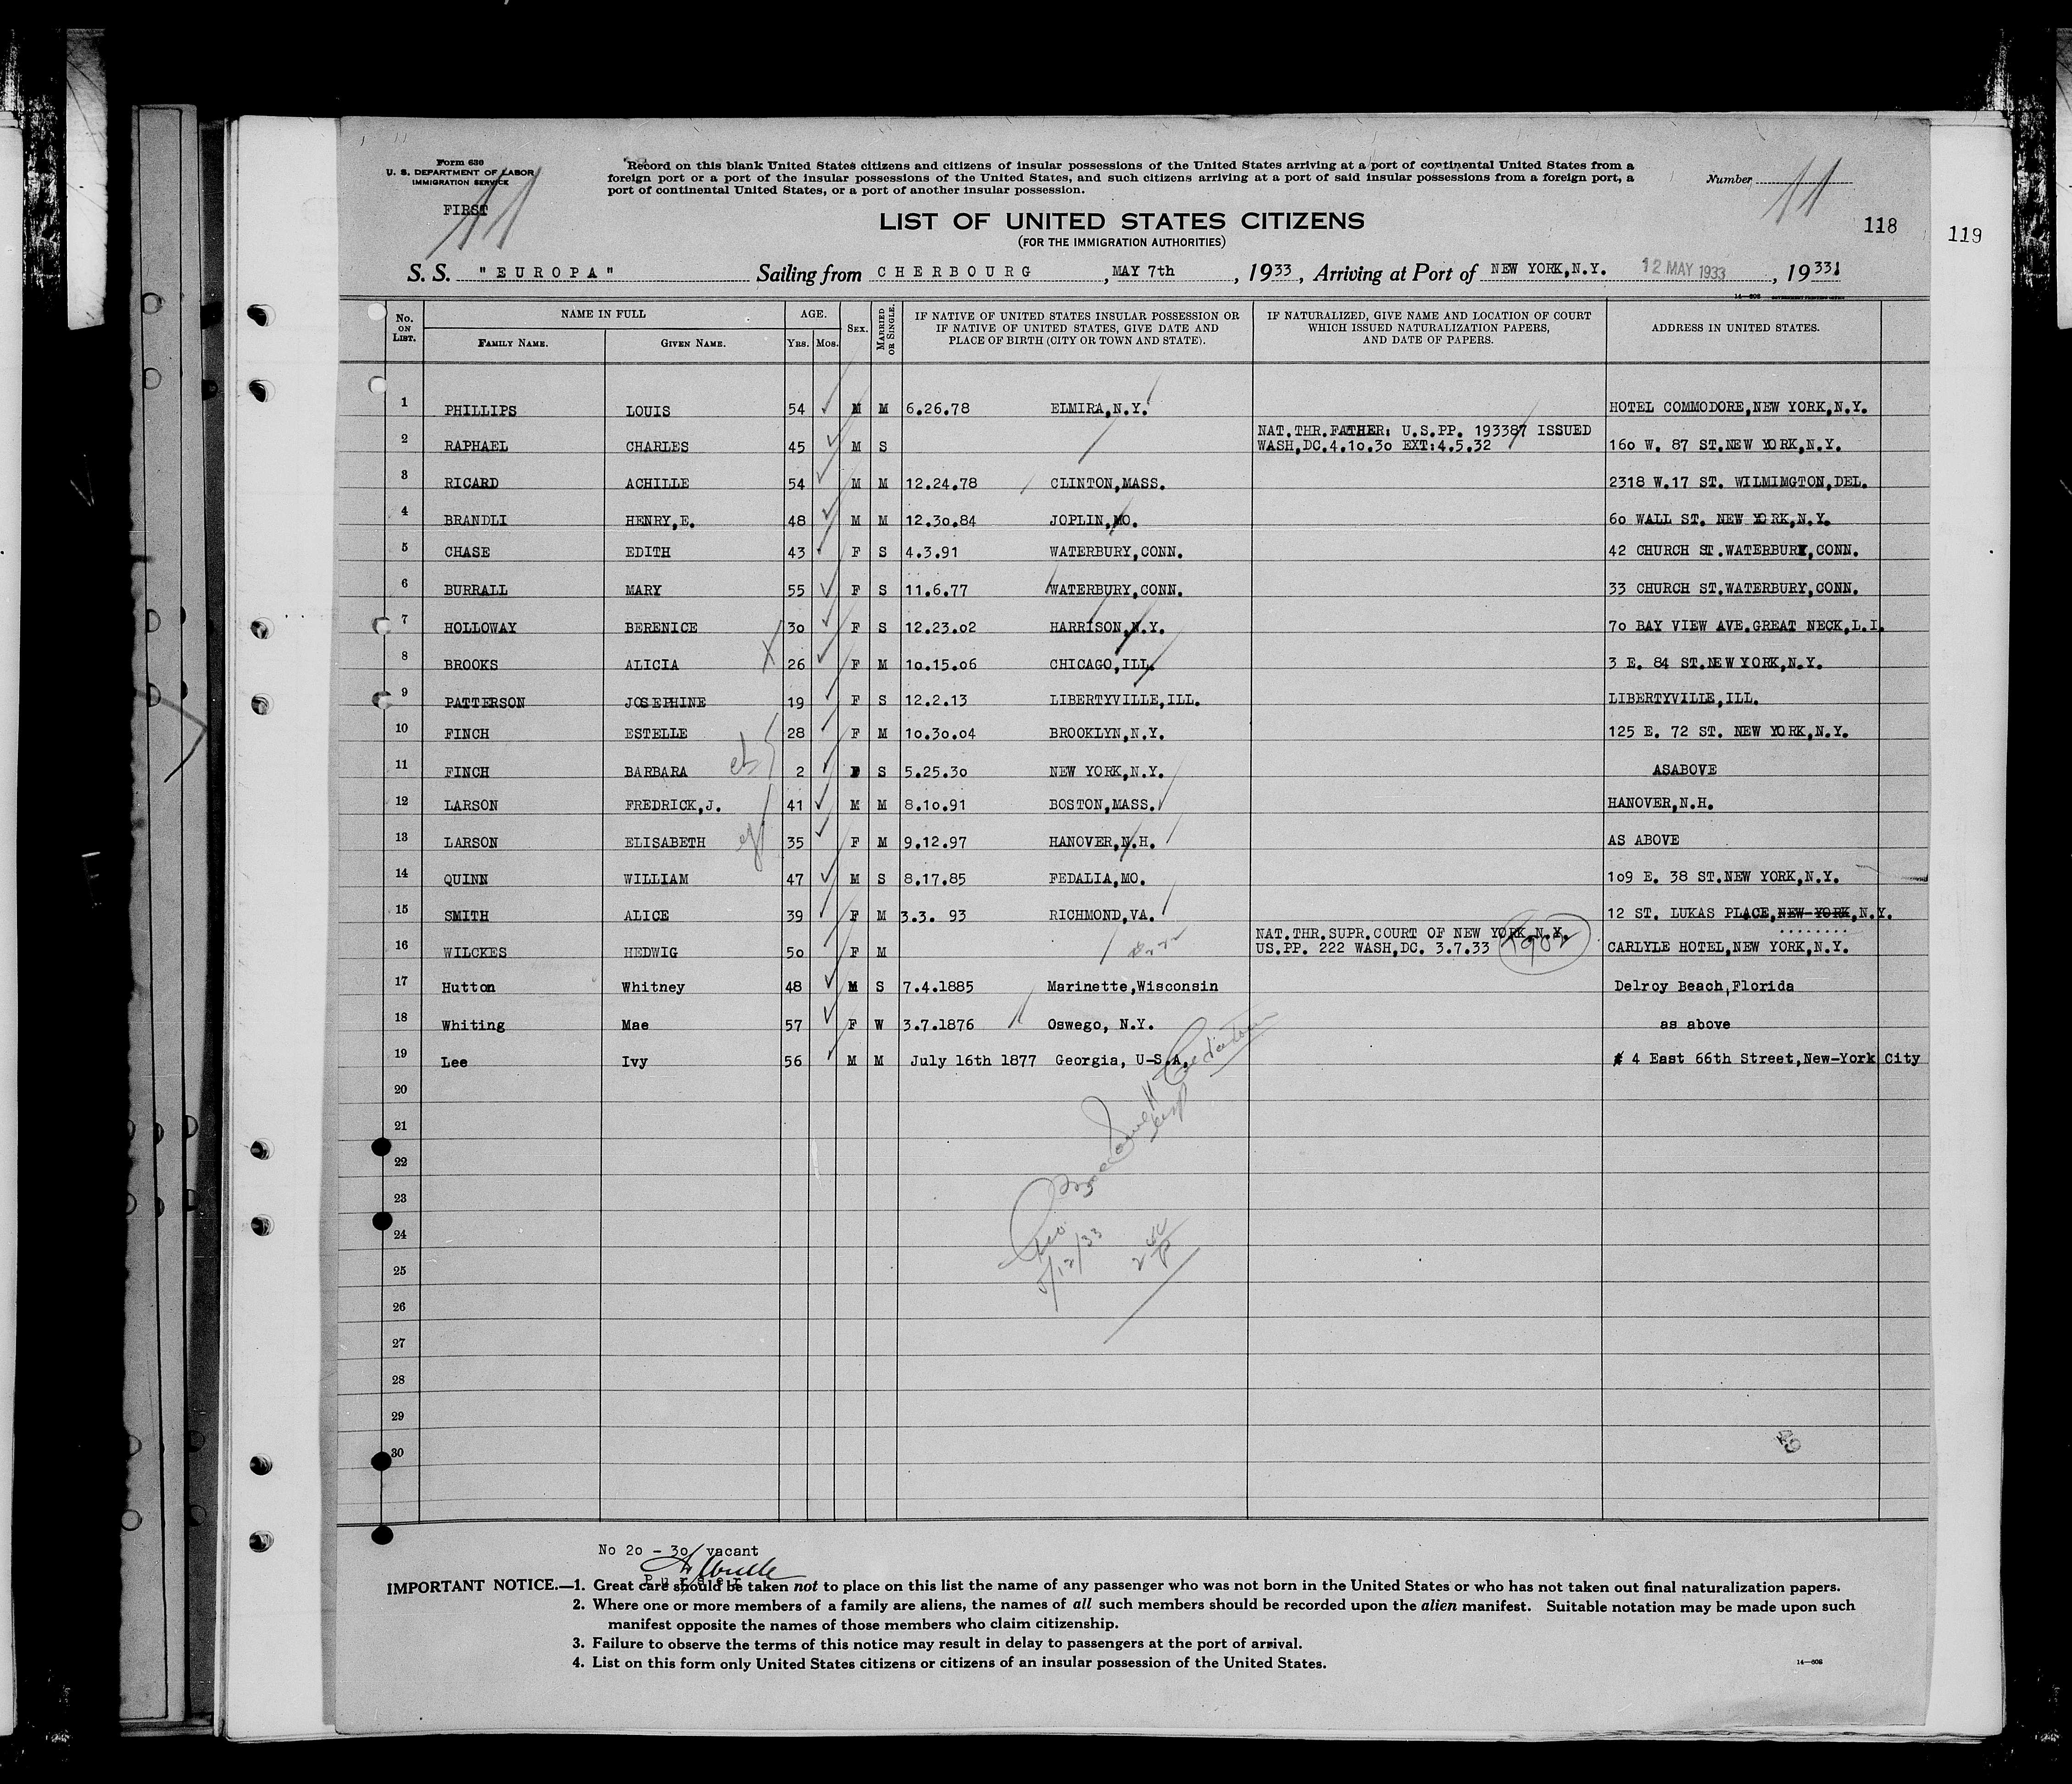 Form 630
U. S. DEPARTMENT OF LABOR
IMMIGRATION SERVICE
FIRST
11
Record on this blank United States citizens and citizens of insular possessions of the United States arriving at a port of continental United States from a
foreign port or a port of the insular possessions of the United States, and such citizens arriving at a port of said insular possessions from a foreign port, a
port of continental United States, or a port of another insular possession.
Number 11
LIST OF UNITED STATES CITIZENS
(FOR THE IMMIGRATION AUTHORITIES)
118
119
S. S. "EUROPA" Sailing from CHERBOURG, MAY 7th, 1933, Arriving at Port of NEW YORK,N.Y. 12 MAY 1933, 1933
No. ON LIST. NAME IN FULL FAMILY NAME. GIVEN NAME. AGE. Yrs. Mos. SEX. MARRIED OR SINGLE. IF NATIVE OF UNITED STATES INSULAR POSSESSION OR IF NATIVE OF UNITED STATES, GIVE DATE AND PLACE OF BIRTH (CITY OR TOWN AND STATE). IF NATURALIZED, GIVE NAME AND LOCATION OF COURT WHICH ISSUED NATURALIZATION PAPERS, AND DATE OF PAPERS. ADDRESS IN UNITED STATES.
1 PHILLIPS LOUIS 54 M M 6.26.78 ELMIRA,N.Y. HOTEL COMMODORE,NEW YORK,N.Y.
2 RAPHAEL CHARLES 45 M S NAT.THR.FATHER: U.S.PP. 193387 ISSUED WASH,DC.4.10.30 EXT:4.5.32 160 W. 87 ST.NEW YORK,N.Y.
3 RICARD ACHILLE 54 M M 12.24.78 CLINTON,MASS. 2318 W.17 ST. WILMIMGTON,DEL.
4 BRANDLI HENRY,E. 48 M M 12.30.84 JOPLIN,MO. 60 WALL ST. NEW YORK,N.Y.
5 CHASE EDITH 43 F S 4.3.91 WATERBURY,CONN. 42 CHURCH ST.WATERBURY,CONN.
6 BURRALL MARY 55 F S 11.6.77 WATERBURY,CONN. 33 CHURCH ST.WATERBURY,CONN.
7 HOLLOWAY BERENICE 30 F S 12.23.02 HARRISON,N.Y. 70 BAY VIEW AVE.GREAT NECK,L.I.
8 BROOKS ALICIA X 26 F M 10.15.06 CHICAGO,ILL. 3 E. 84 ST.NEW YORK,N.Y.
9 PATTERSON JOSEPHINE 19 F S 12.2.13 LIBERTYVILLE,ILL. LIBERTYVILLE,ILL.
10 FINCH ESTELLE 28 F M 10.30.04 BROOKLYN,N.Y. 125 E. 72 ST. NEW YORK,N.Y.
11 FINCH BARBARA 2 F S 5.25.30 NEW YORK,N.Y. ASABOVE
12 LARSON FREDRICK,J. 41 M M 8.10.91 BOSTON,MASS. HANOVER,N.H.
13 LARSON ELISABETH 35 F M 9.12.97 HANOVER,N.H. AS ABOVE
14 QUINN WILLIAM 47 M S 8.17.85 FEDALIA,MO. 109 E. 38 ST.NEW YORK,N.Y.
15 SMITH ALICE 39 F M 3.3. 93 RICHMOND,VA. 12 ST. LUKAS PLACE,NEW YORK,N.Y.
16 WILCKES HEDWIG 50 F M NAT.THR.SUPR.COURT OF NEW YORK,N.Y. US.PP. 222 WASH,DC. 3.7.33 1902 CARLYLE HOTEL,NEW YORK,N.Y.
17 Hutton Whitney 48 M S 7.4.1885 Marinette,Wisconsin Delroy Beach,Florida
18 Whiting Mae 57 F W 3.7.1876 Oswego, N.Y. as above
19 Lee Ivy 56 M M July 16th 1877 Georgia, U-S.A. 4 East 66th Street,New-York City
20
21
22
23
24
5/12/33
25
26
27
28
29
30
No 20 - 30 vacant
Purser
IMPORTANT NOTICE.—1. Great care should be taken not to place on this list the name of any passenger who was not born in the United States or who has not taken out final naturalization papers.
2. Where one or more members of a family are aliens, the names of all such members should be recorded upon the alien manifest. Suitable notation may be made upon such
manifest opposite the names of those members who claim citizenship.
3. Failure to observe the terms of this notice may result in delay to passengers at the port of arrival.
4. List on this form only United States citizens or citizens of an insular possession of the United States.
14—608